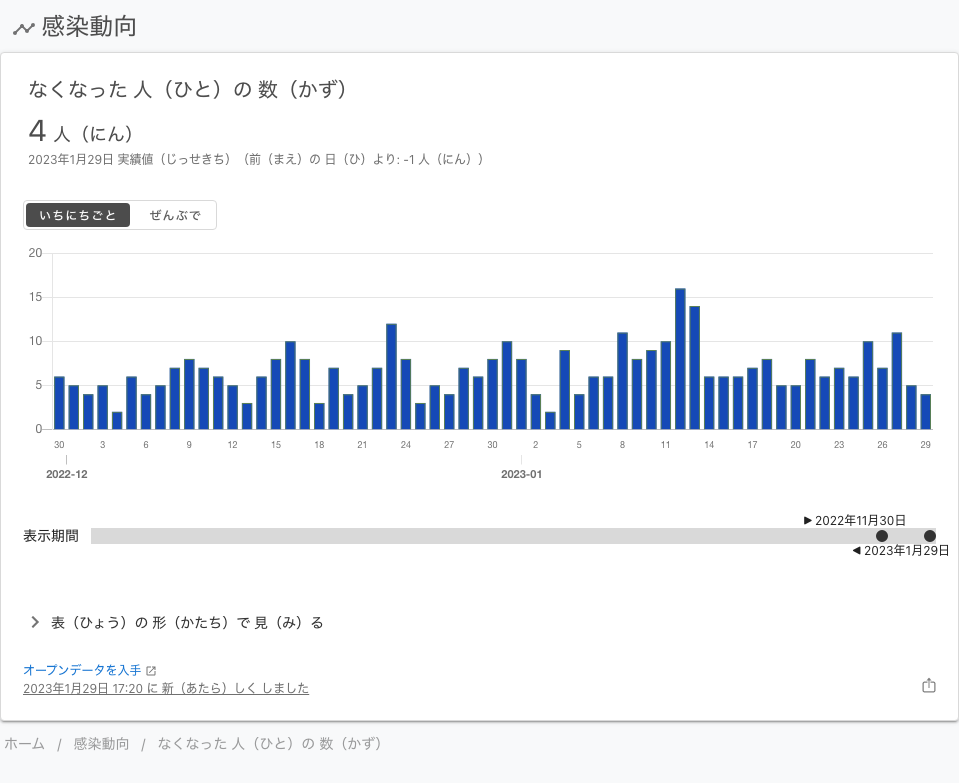 感染動向
なくなった 人（ひと）の 数（かず）
4 人（にん）
2023年1月29日 実績値（じっせきち）（前（まえ）の 日（ひ）より: -1 人（にん））
いちにちごと ぜんぶで
20
15
10
5
0
30 3 6 9 12 15 18 21 24 27 30 2 5 8 11 14 17 20 23 26 29
2022-12 2023-01
▶ 2022年11月30日
表示期間
◀ 2023年1月29日
表（ひょう）の 形（かたち）で 見（み）る
オープンデータを入手
2023年1月29日 17:20 に 新（あたら）しく しました
ホーム / 感染動向 / なくなった 人（ひと）の 数（かず）